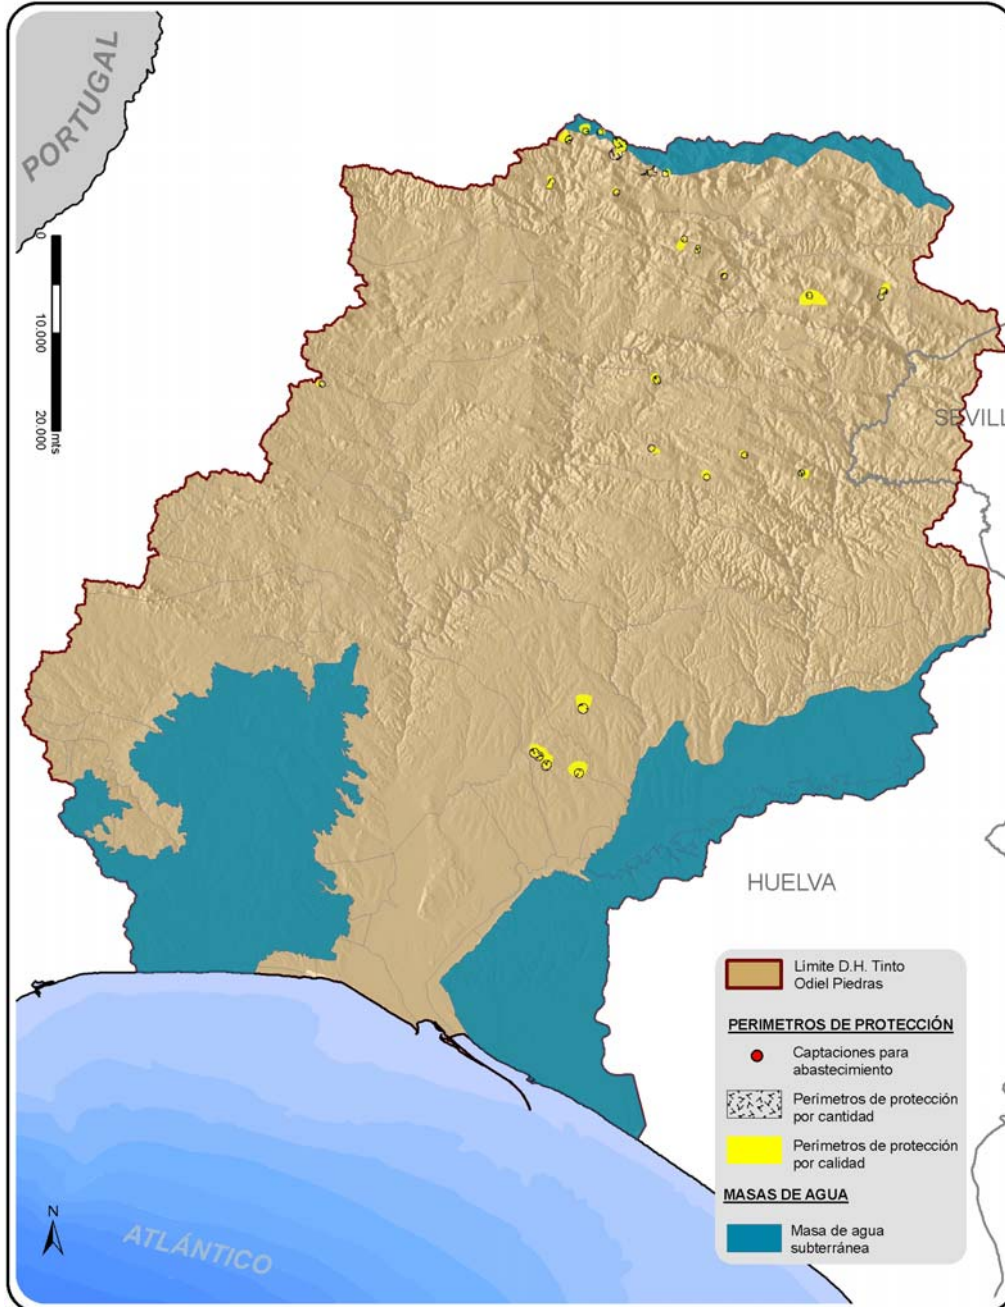 PORTUGAL
0
10.000
20.000
mts
SEVILL
HUELVA
Límite D.H. Tinto
Odiel Piedras
PERIMETROS DE PROTECCIÓN
Captaciones para
abastecimiento
Perímetros de protección
por cantidad
Perímetros de protección
por calidad
MASAS DE AGUA
Masa de agua
subterránea
N
ATLÁNTICO